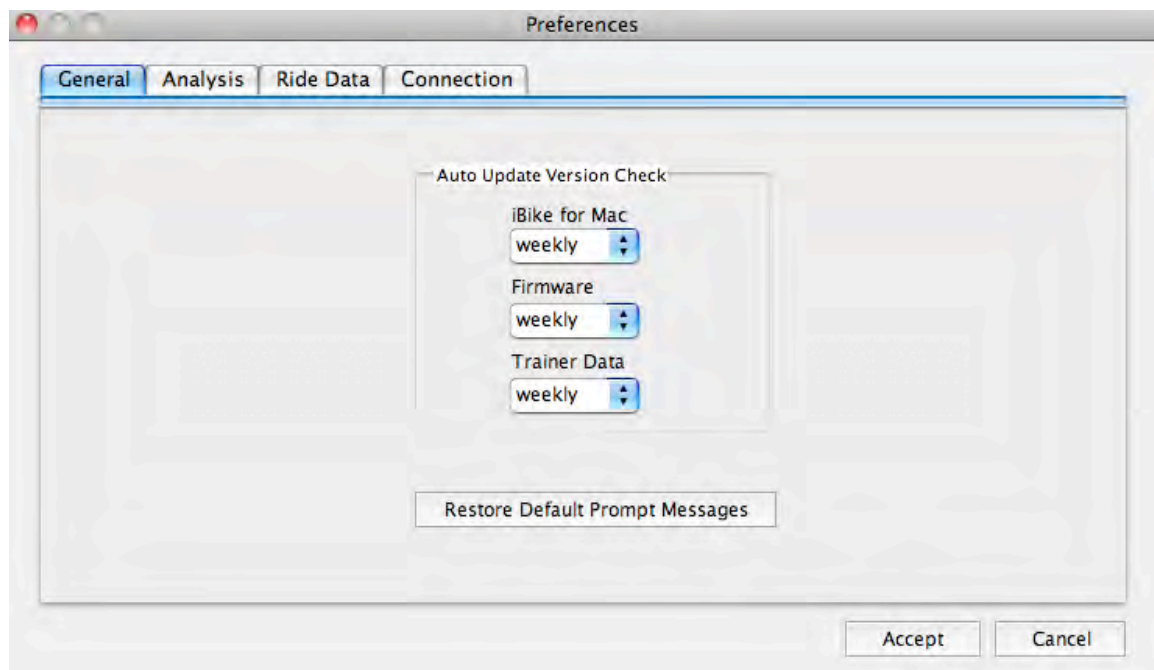 Preferences
General Analysis Ride Data Connection
Auto Update Version Check
iBike for Mac
weekly
Firmware
weekly
Trainer Data
weekly
Restore Default Prompt Messages
Accept Cancel